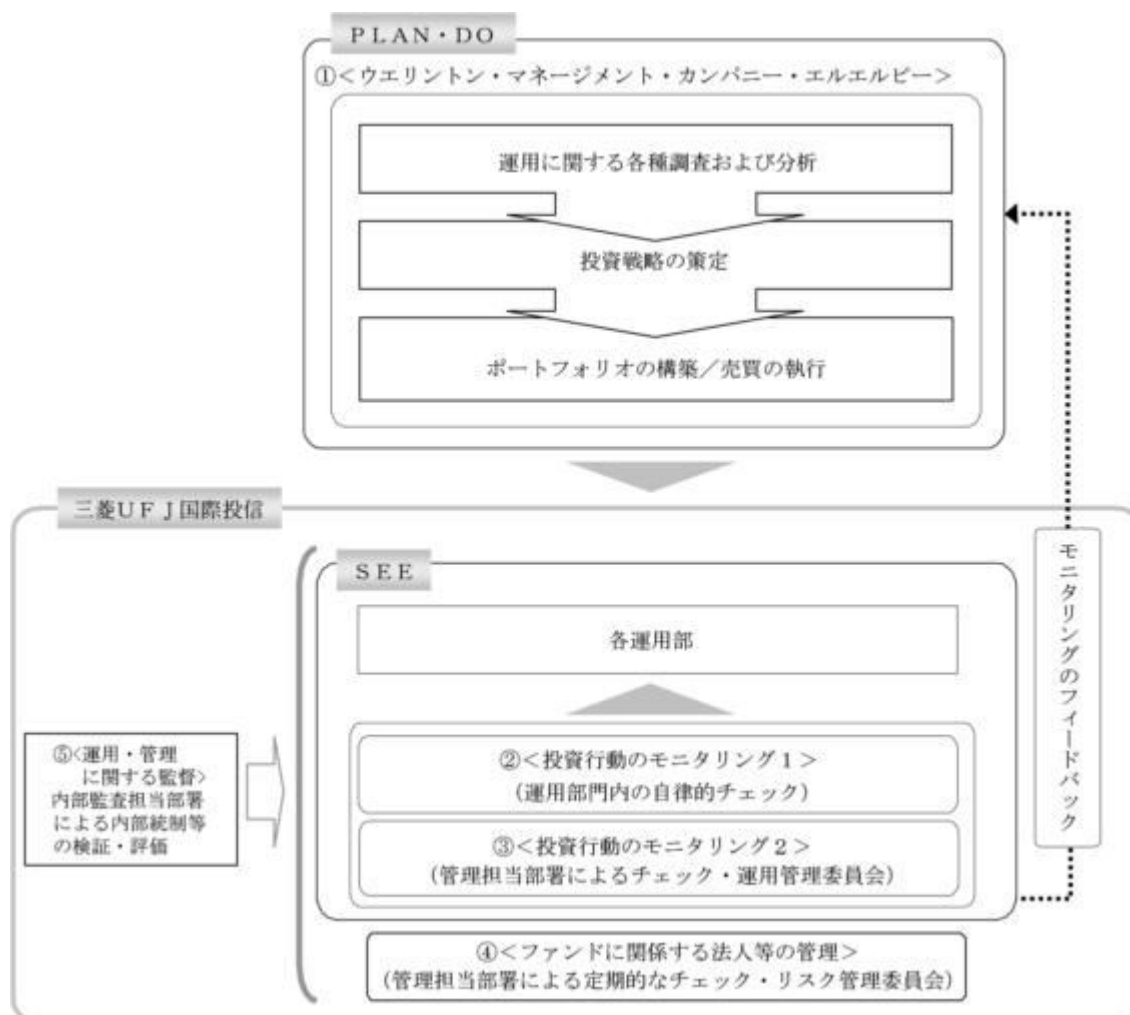 PLAN・DO
①<ウエリントン・マネージメント・カンパニー・エルエルピー>
運用に関する各種調査および分析
投資戦略の策定
ポートフォリオの構築/売買の執行
三菱UFJ国際投信
SEE
各運用部
②<投資行動のモニタリング1>
(運用部門内の自律的チェック)
③<投資行動のモニタリング2>
(管理担当部署によるチェック・運用管理委員会)
④<ファンドに関係する法人等の管理>
(管理担当部署による定期的なチェック・リスク管理委員会)
⑤<運用・管理
に関する監督>
内部監査担当部署
による内部統制等
の検証・評価
モニタリングのフィードバック